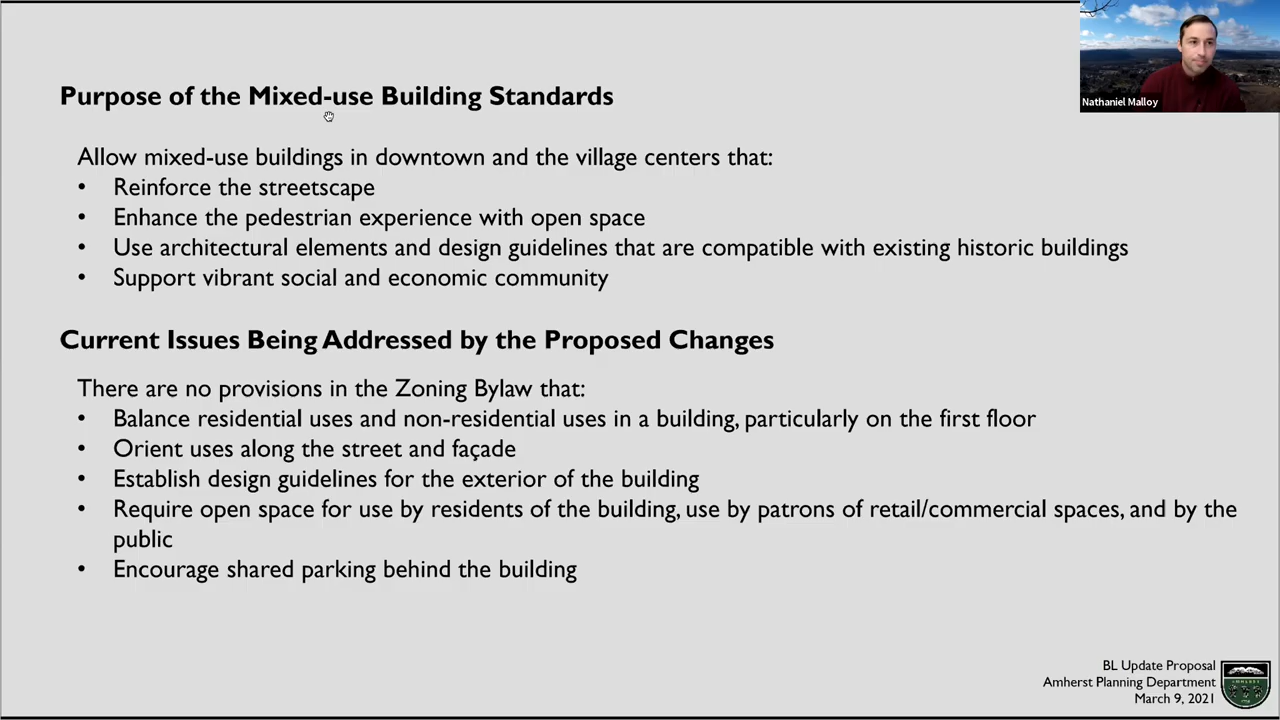 Purpose of the Mixed-use Building Standards
Nathaniel Malloy
Allow mixed-use buildings in downtown and the village centers that:
• Reinforce the streetscape
• Enhance the pedestrian experience with open space
• Use architectural elements and design guidelines that are compatible with existing historic buildings
• Support vibrant social and economic community
Current Issues Being Addressed by the Proposed Changes
There are no provisions in the Zoning Bylaw that:
• Balance residential uses and non-residential uses in a building, particularly on the first floor
• Orient uses along the street and façade
• Establish design guidelines for the exterior of the building
• Require open space for use by residents of the building, use by patrons of retail/commercial spaces, and by the
public
• Encourage shared parking behind the building
BL Update Proposal
Amherst Planning Department
March 9, 2021